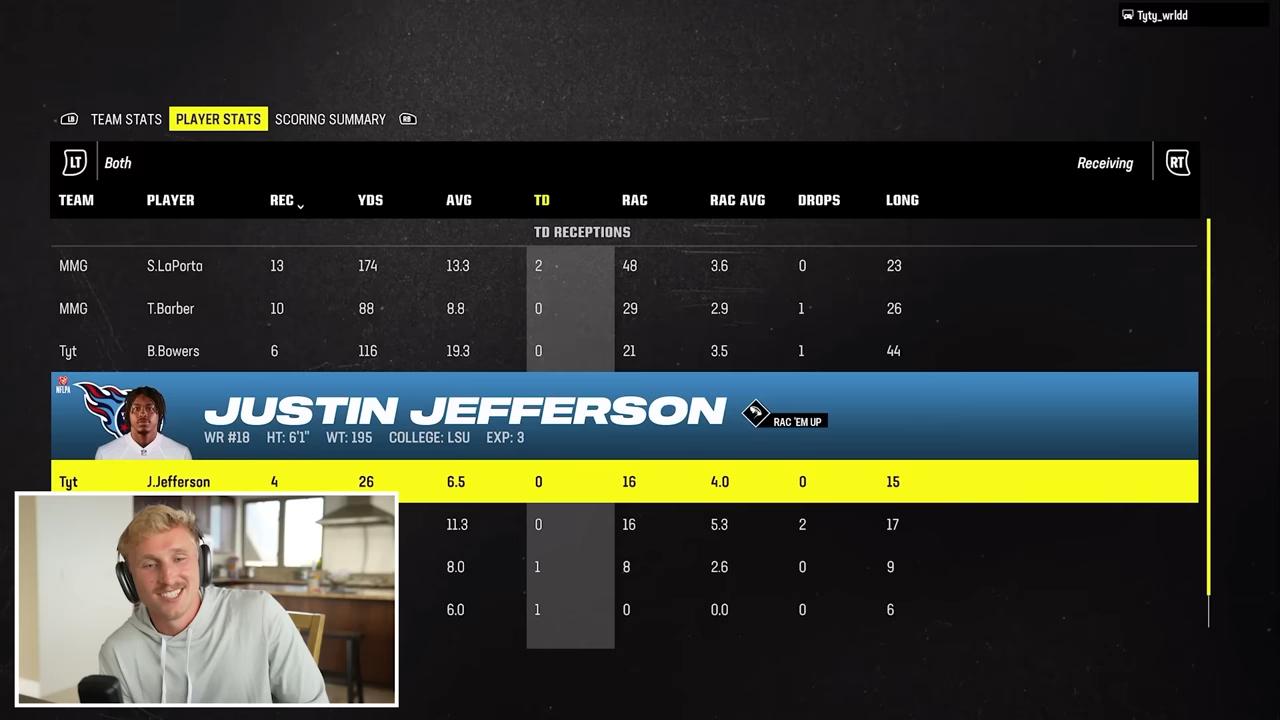 Tyty_wrldd
LB TEAM STATS PLAYER STATS SCORING SUMMARY RB
LT Both Receiving RT
TEAM PLAYER REC YDS AVG TD RAC RAC AVG DROPS LONG
TD RECEPTIONS
MMG S.LaPorta 13 174 13.3 2 48 3.6 0 23
MMG T.Barber 10 88 8.8 0 29 2.9 1 26
Tyt B.Bowers 6 116 19.3 0 21 3.5 1 44
NFLPA
JUSTIN JEFFERSON RAC 'EM UP
WR #18 HT: 6'1" WT: 195 COLLEGE: LSU EXP: 3
Tyt J.Jefferson 4 26 6.5 0 16 4.0 0 15
11.3 0 16 5.3 2 17
8.0 1 8 2.6 0 9
6.0 1 0 0.0 0 6